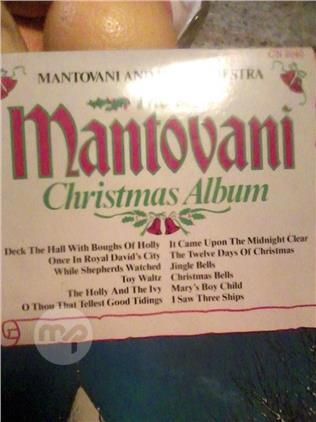 CN 2040
MANTOVANI AND ORCHESTRA
Mantovani
Christmas Album
Deck The Hall With Boughs Of Holly
Once In Royal David's City
While Shepherds Watched
Toy Waltz
The Holly And The Ivy
O Thou That Tellest Good Tidings
It Came Upon The Midnight Clear
The Twelve Days Of Christmas
Jingle Bells
Christmas Bells
Mary's Boy Child
I Saw Three Ships